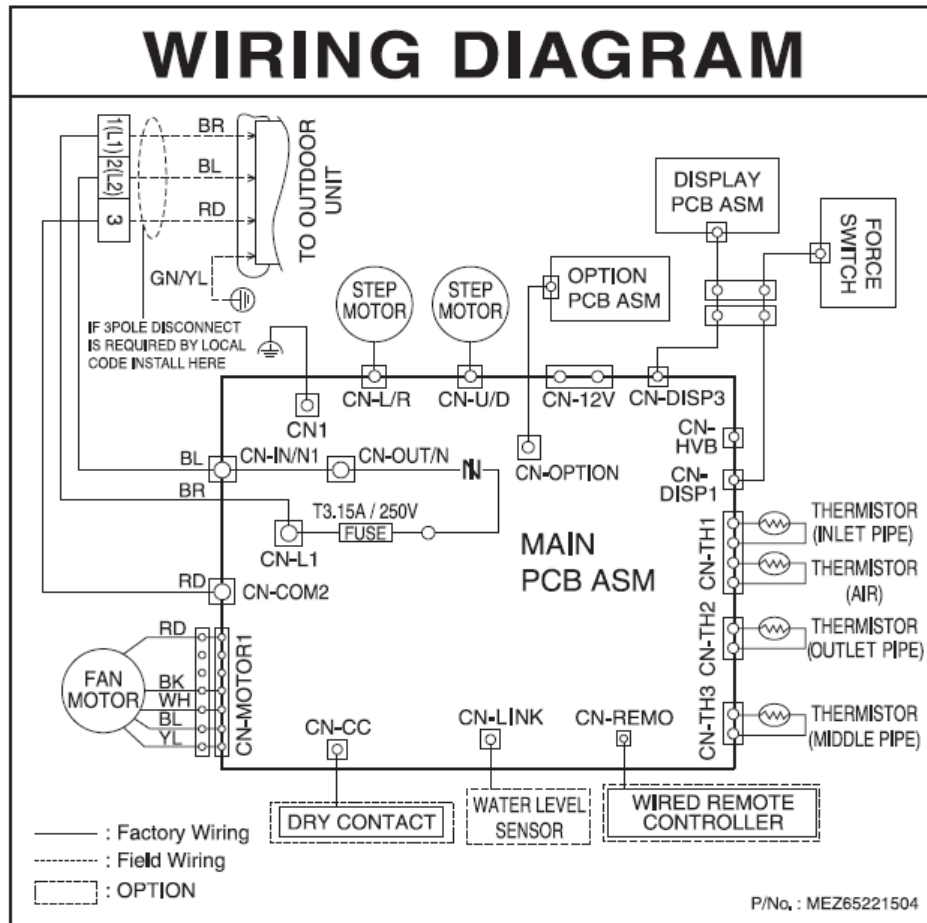 WIRING DIAGRAM
1(L1)
2(L2)
3
BR
BL
RD
GN/YL
TO OUTDOOR
UNIT
IF 3POLE DISCONNECT
IS REQUIRED BY LOCAL
CODE INSTALL HERE
STEP
MOTOR
STEP
MOTOR
OPTION
PCB ASM
DISPLAY
PCB ASM
FORCE
SWITCH
CN1
CN-L/R
CN-U/D
CN-12V
CN-DISP3
CN-OPTION
CN-
HVB
CN-
DISP1
BL
CN-IN/N1
CN-OUT/N
BR
T3.15A / 250V
FUSE
CN-L1
RD
CN-COM2
MAIN
PCB ASM
CN-TH1
THERMISTOR
(INLET PIPE)
THERMISTOR
(AIR)
CN-TH2
THERMISTOR
(OUTLET PIPE)
CN-TH3
THERMISTOR
(MIDDLE PIPE)
FAN
MOTOR
RD
BK
WH
BL
YL
CN-MOTOR1
CN-CC
CN-LINK
CN-REMO
DRY CONTACT
WATER LEVEL
SENSOR
WIRED REMOTE
CONTROLLER
: Factory Wiring
: Field Wiring
: OPTION
P/No. : MEZ65221504